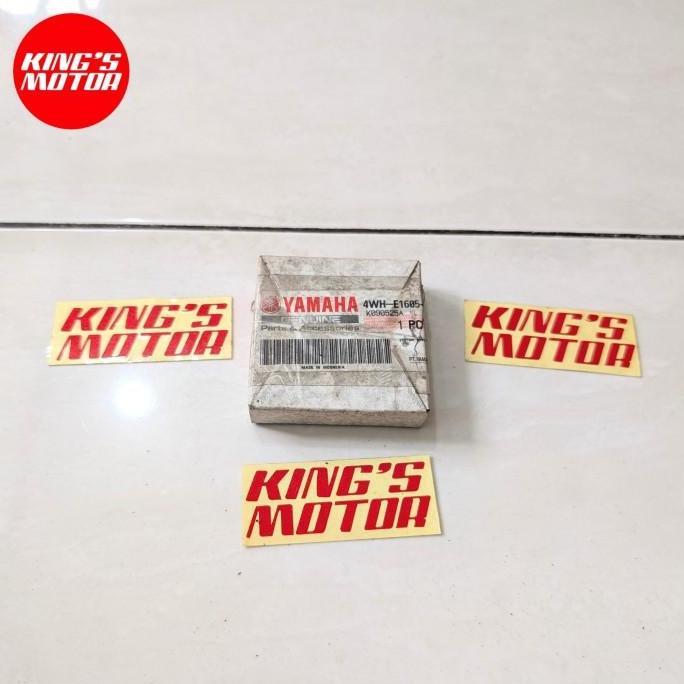 KING'S
MOTOR
YAMAHA
GENUINE
Parts & Accessories
MADE IN INDONESIA
4WH-E1605-
K090525A
1 PC
KING'S
MOTOR
KING'S
MOTOR
KING'S
MOTOR